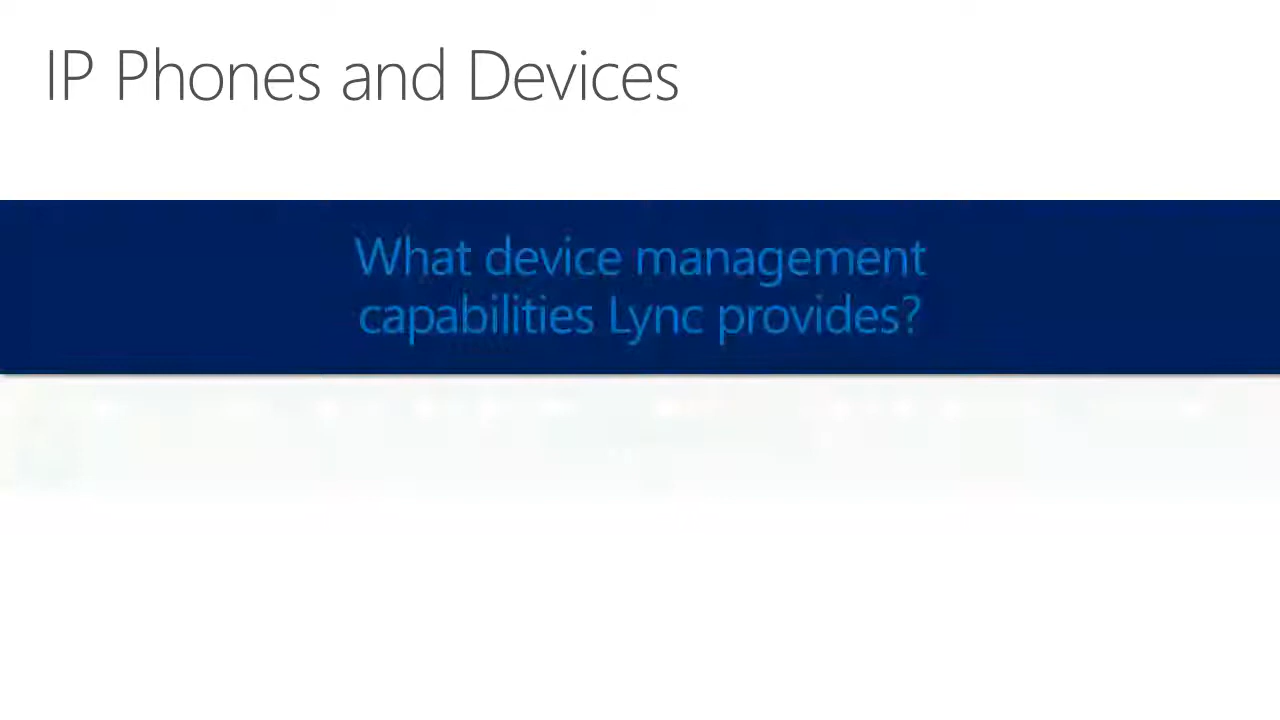 IP Phones and Devices
What device management
capabilities Lync provides?